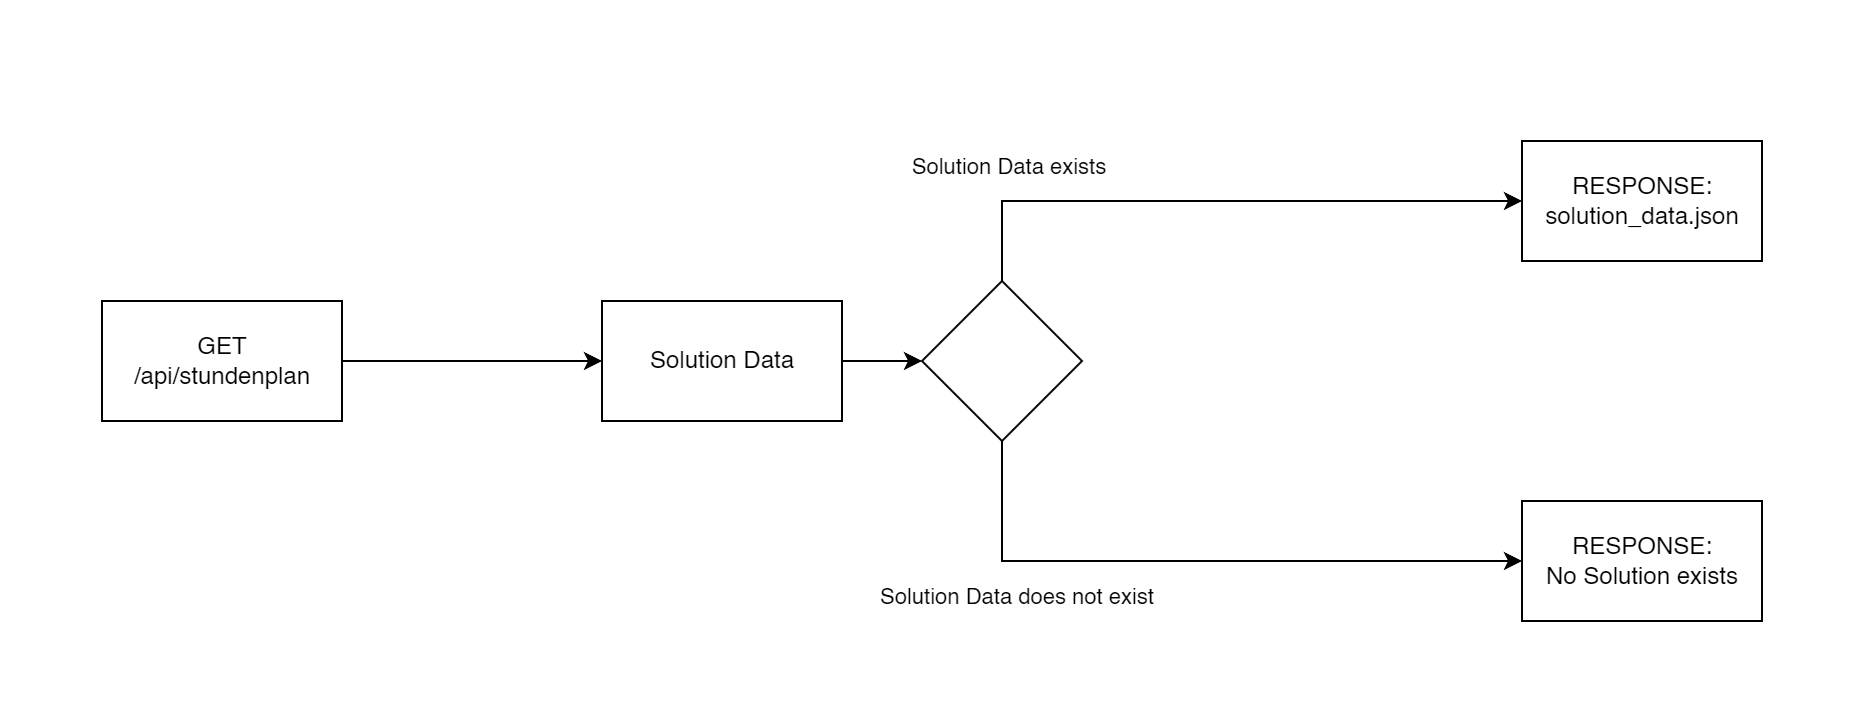 GET
/api/stundenplan
Solution Data
Solution Data exists
RESPONSE:
solution_data.json
Solution Data does not exist
RESPONSE:
No Solution exists